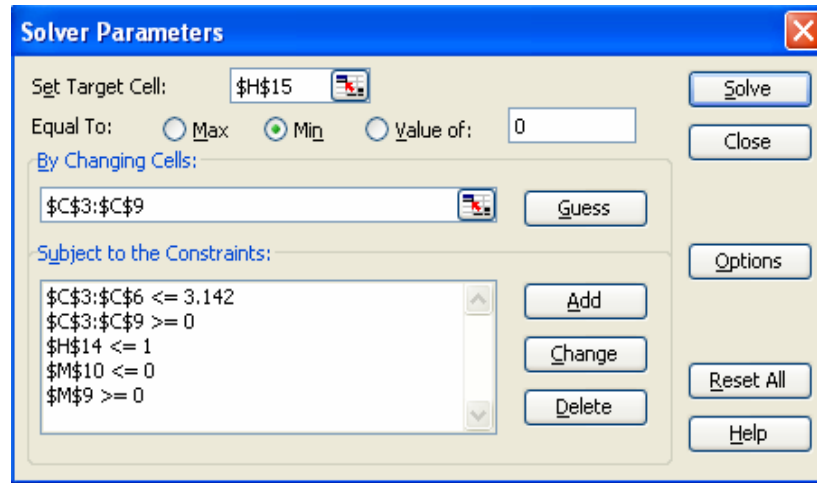 Solver Parameters
Set Target Cell: $H$15 Solve
Equal To: Max Min Value of: 0 Close
By Changing Cells:
$C$3:$C$9 Guess
Subject to the Constraints: Options
$C$3:$C$6 <= 3.142 Add
$C$3:$C$9 >= 0
$H$14 <= 1 Change
$M$10 <= 0 Reset All
$M$9 >= 0 Delete
Help